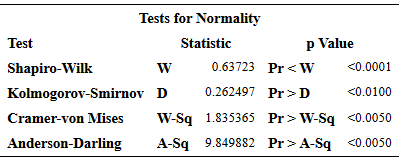 Tests for Normality
Test Statistic p Value
Shapiro-Wilk W 0.63723 Pr < W <0.0001
Kolmogorov-Smirnov D 0.262497 Pr > D <0.0100
Cramer-von Mises W-Sq 1.835365 Pr > W-Sq <0.0050
Anderson-Darling A-Sq 9.849882 Pr > A-Sq <0.0050